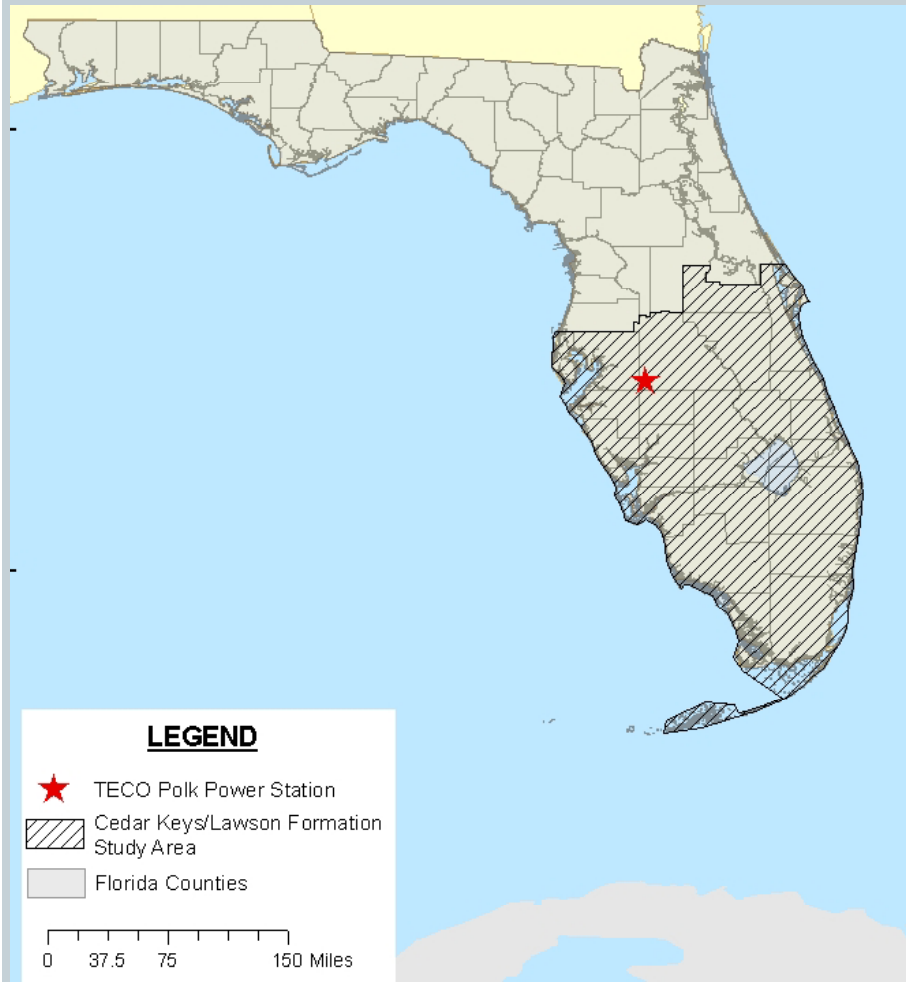 LEGEND
TECO Polk Power Station
Cedar Keys/Lawson Formation
Study Area
Florida Counties
0 37.5 75 150 Miles